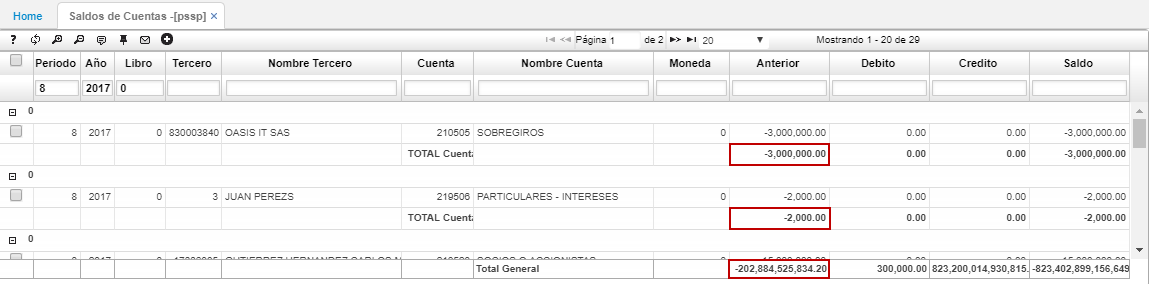 Home Saldos de Cuentas -[pssp] ×
? Página 1 de 2 20 Mostrando 1 - 20 de 29
Periodo Año Libro Tercero Nombre Tercero Cuenta Nombre Cuenta Moneda Anterior Debito Credito Saldo
8 2017 0
0
8 2017 0 830003840 OASIS IT SAS 210505 SOBREGIROS 0 -3,000,000.00 0.00 0.00 -3,000,000.00
TOTAL Cuenta -3,000,000.00 0.00 0.00 -3,000,000.00
0
8 2017 0 3 JUAN PEREZS 219506 PARTICULARES - INTERESES 0 -2,000.00 0.00 0.00 -2,000.00
TOTAL Cuenta -2,000.00 0.00 0.00 -2,000.00
0
8 2017 0
Total General -202,884,525,834.20 300,000.00 823,200,014,930,815. -823,402,899,156,649